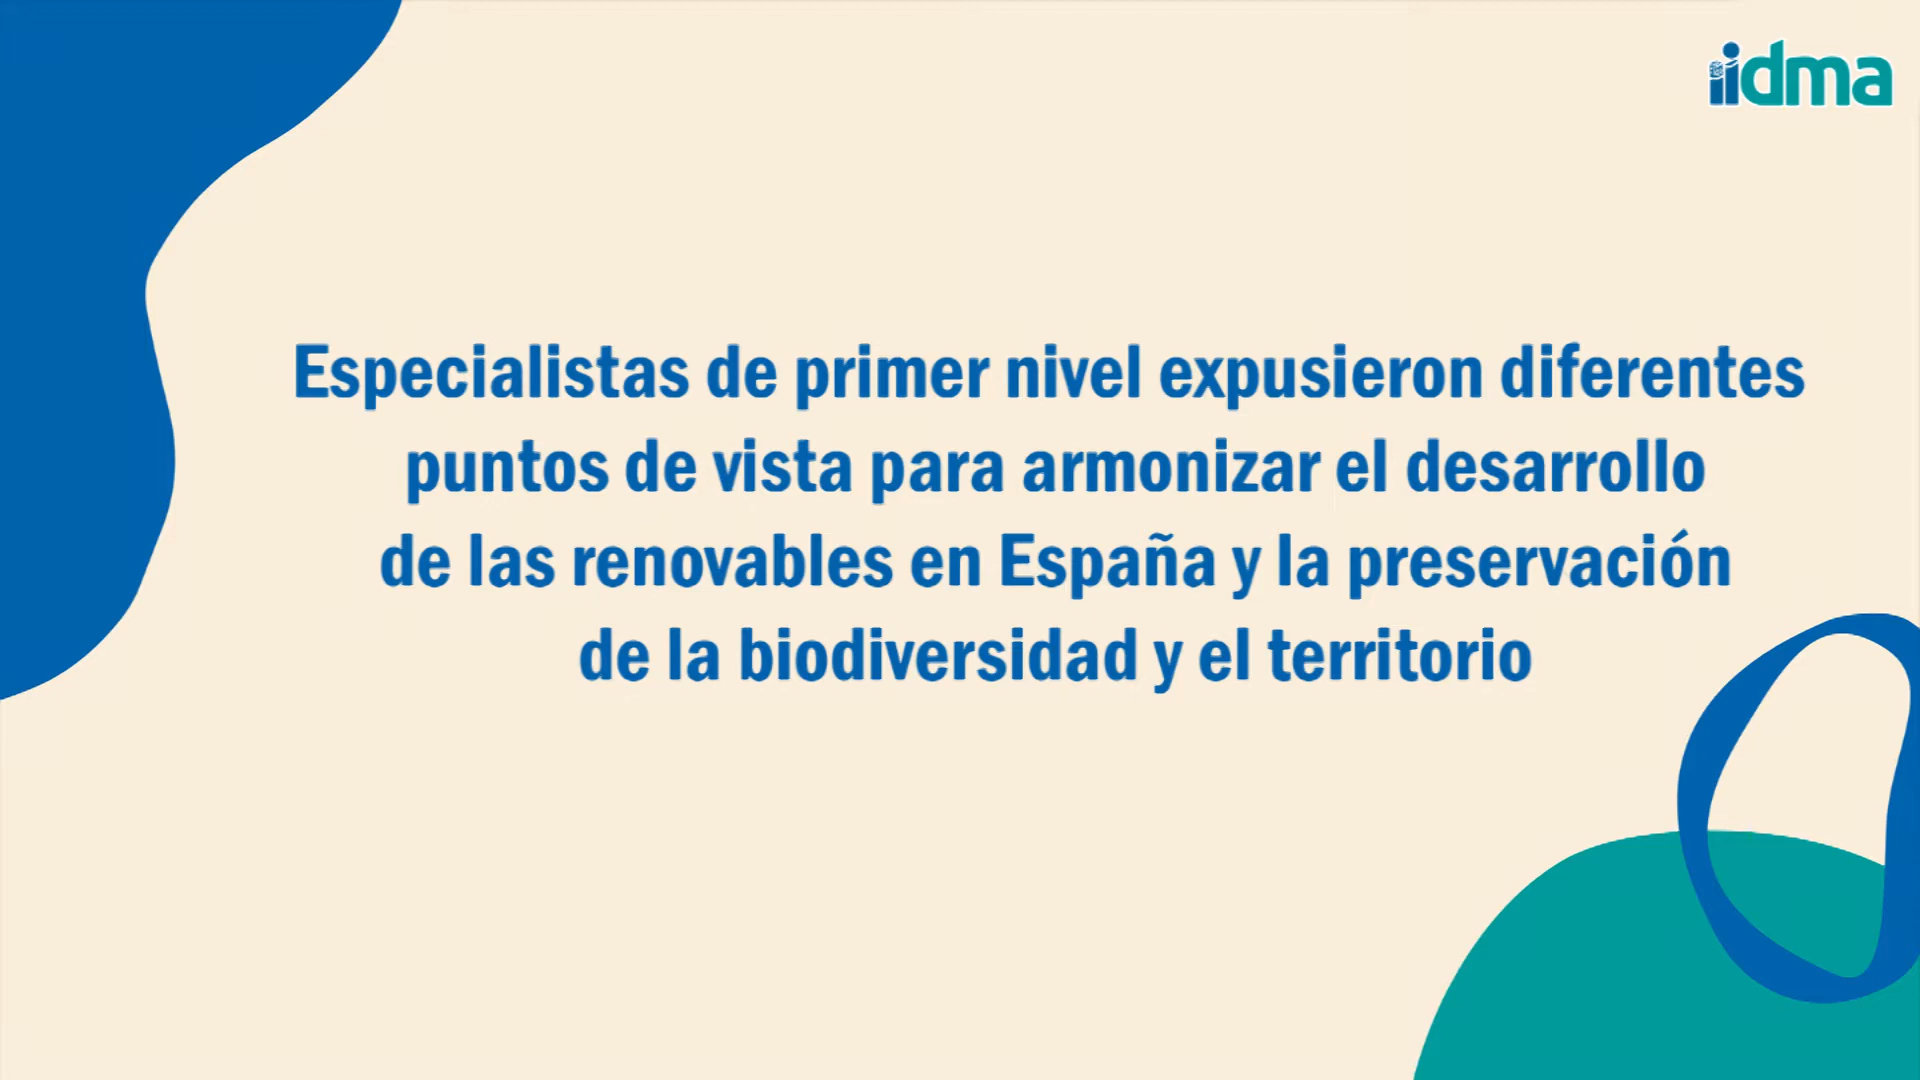 iidma
Especialistas de primer nivel expusieron diferentes
puntos de vista para armonizar el desarrollo
de las renovables en España y la preservación
de la biodiversidad y el territorio